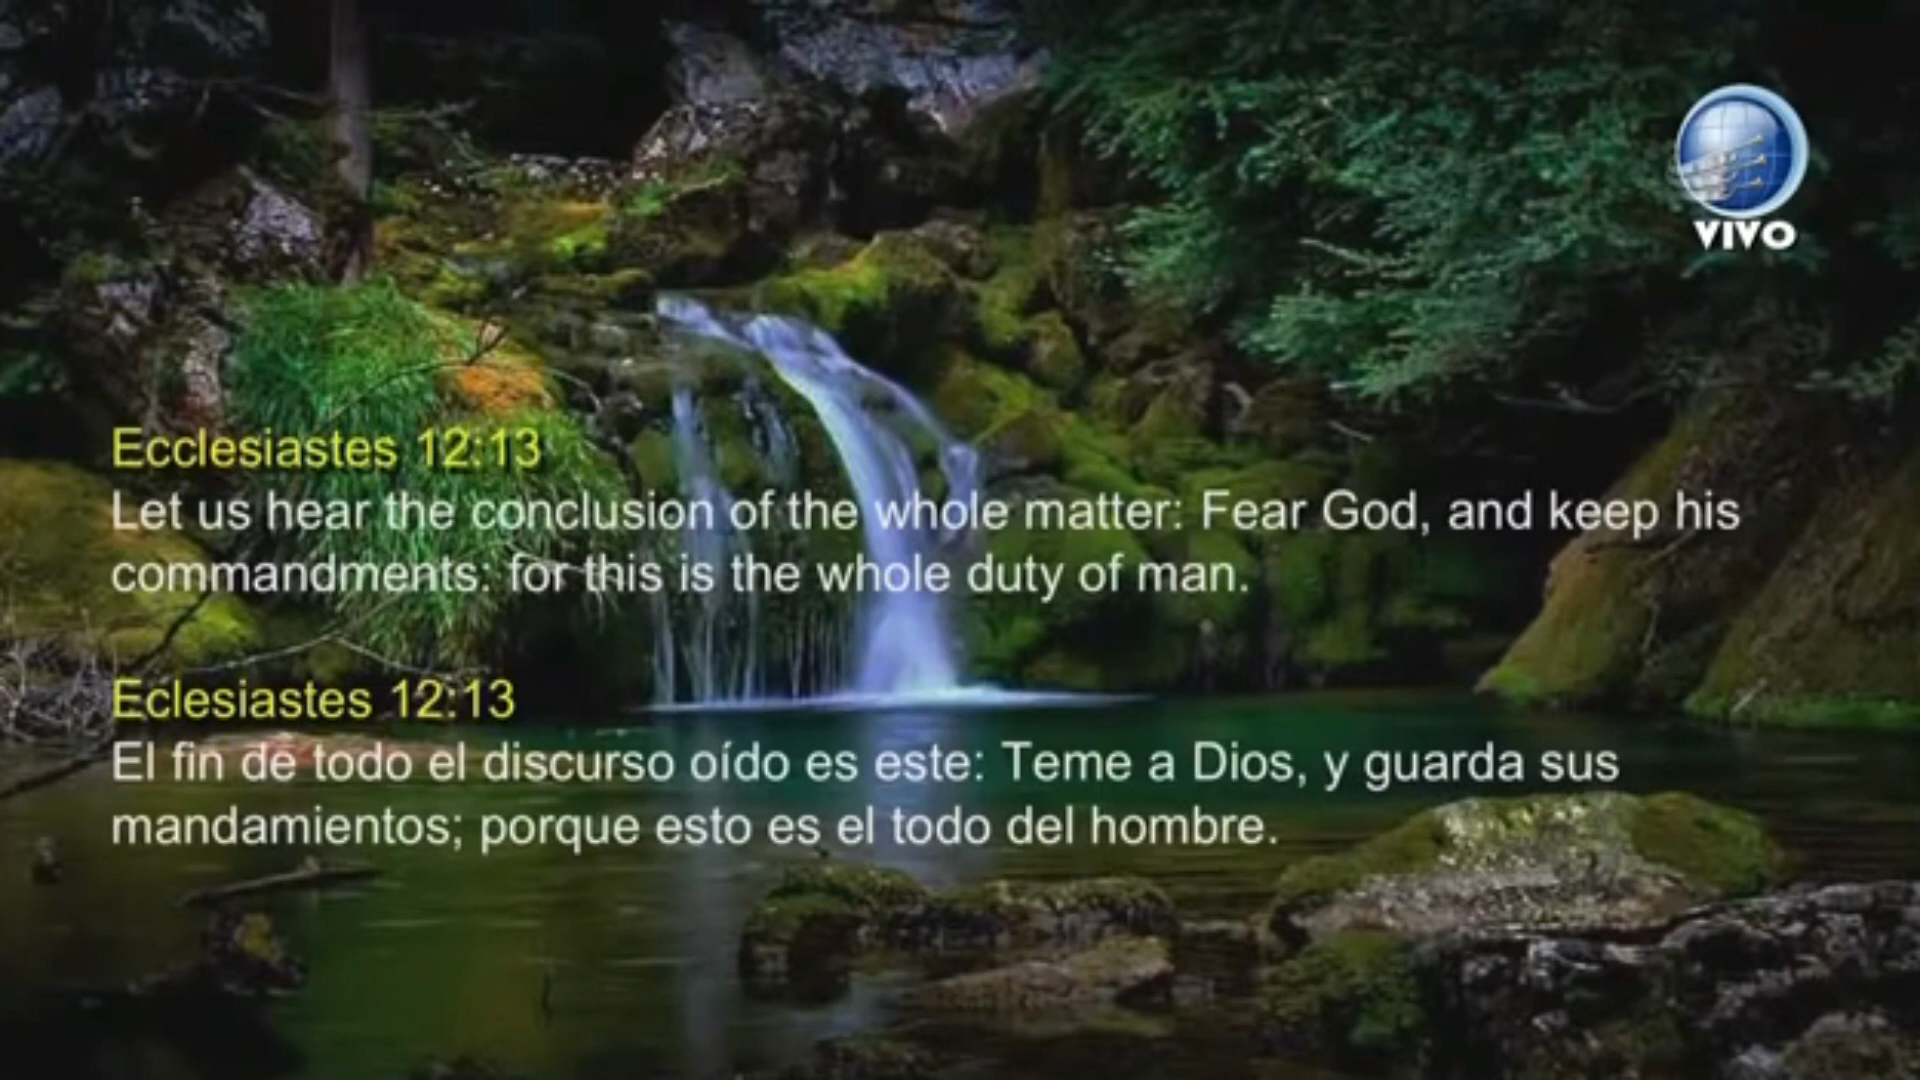 VIVO
Ecclesiastes 12:13
Let us hear the conclusion of the whole matter: Fear God, and keep his
commandments: for this is the whole duty of man.
Eclesiastes 12:13
El fin de todo el discurso oído es este: Teme a Dios, y guarda sus
mandamientos; porque esto es el todo del hombre.